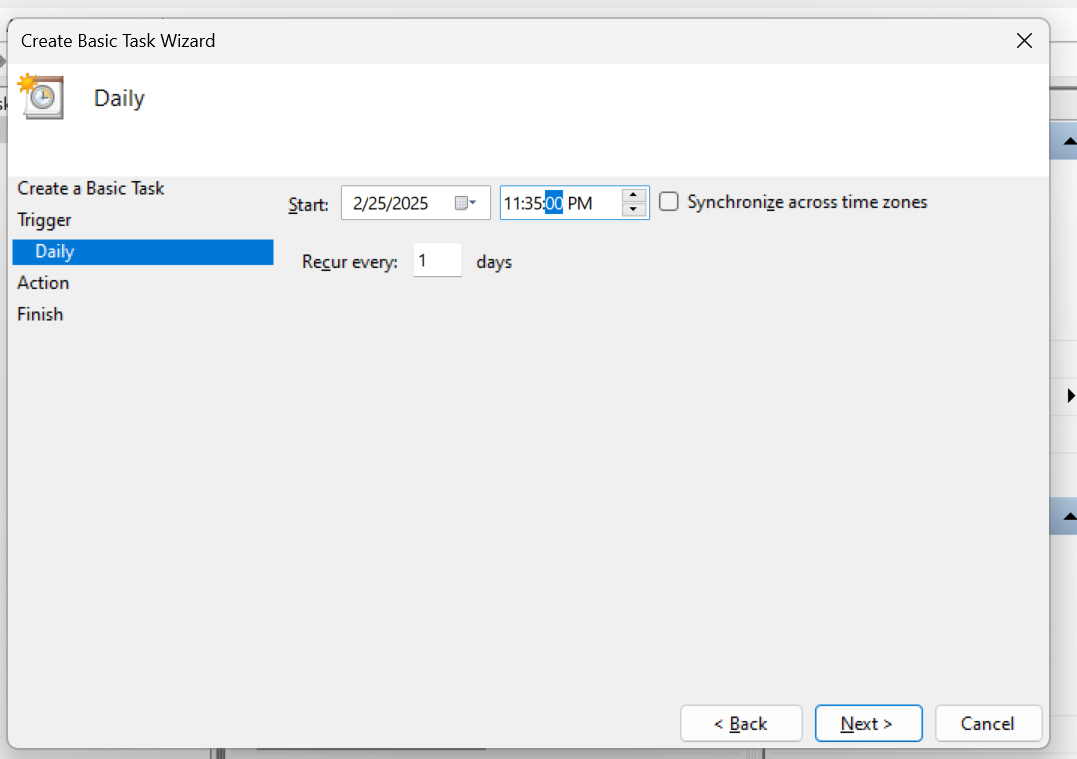 Create Basic Task Wizard
Daily
Create a Basic Task
Trigger
Daily
Action
Finish
Start: 2/25/2025 11:35:00 PM Synchronize across time zones
Recur every: 1 days
< Back Next > Cancel